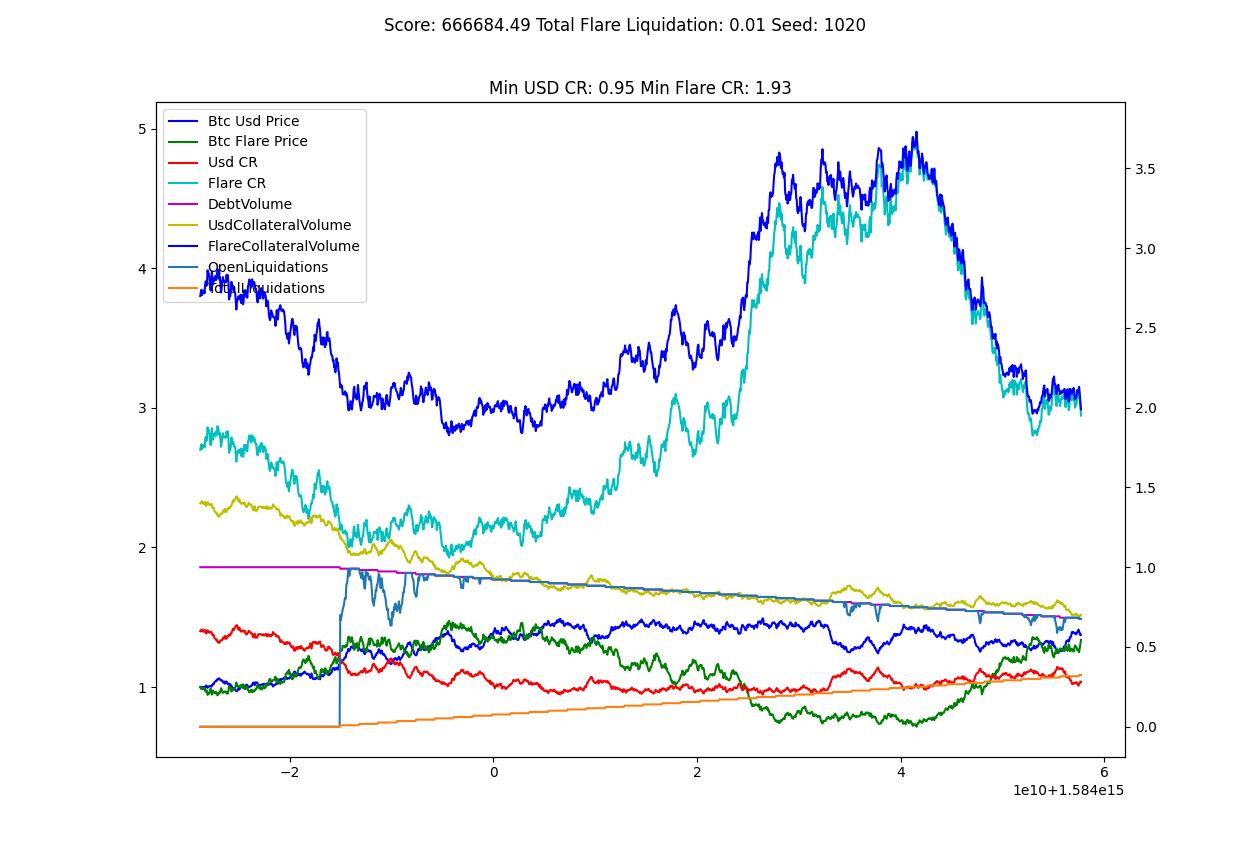 Score: 666684.49 Total Flare Liquidation: 0.01 Seed: 1020
Min USD CR: 0.95 Min Flare CR: 1.93
Btc Usd Price
Btc Flare Price
Usd CR
Flare CR
DebtVolume
UsdCollateralVolume
FlareCollateralVolume
OpenLiquidations
TotalLiquidations
5
4
3
2
1
3.5
3.0
2.5
2.0
1.5
1.0
0.5
0.0
−2
0
2
4
6
1e10+1.584e15